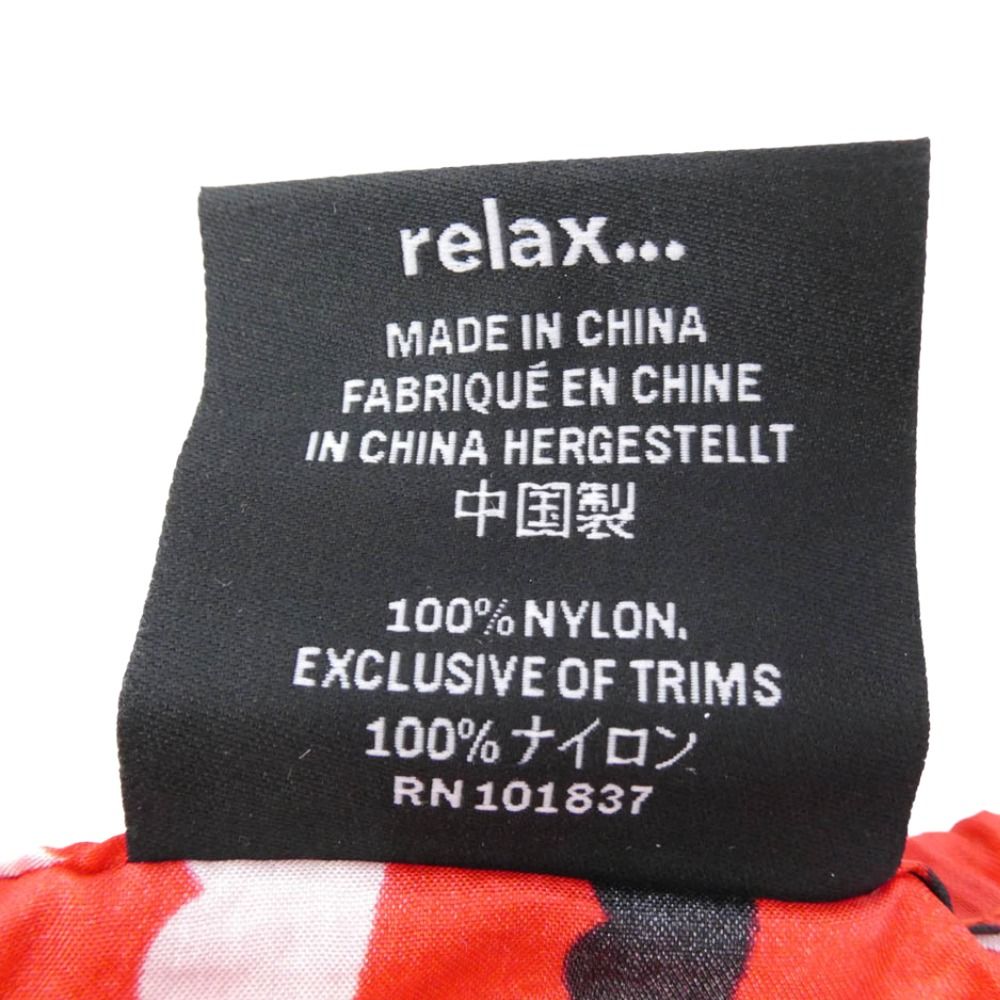 relax...
MADE IN CHINA
FABRIQUÉ EN CHINE
IN CHINA HERGESTELLT
中国製
100% NYLON.
EXCLUSIVE OF TRIMS
100% ナイロン
RN 101837